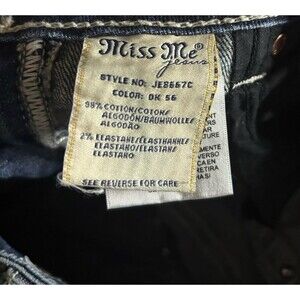 Miss Me®
Jeans
STYLE NO: JE8667C
COLOR: DK 56
98% COTTON/COTON/
ALGODÓN/BAUMWOLLE/
ALGODÃO
2% ELASTANE/ELASTHANNE/
ELASTANO/ELASTAN/
ELASTANO
SEE REVERSE FOR CARE